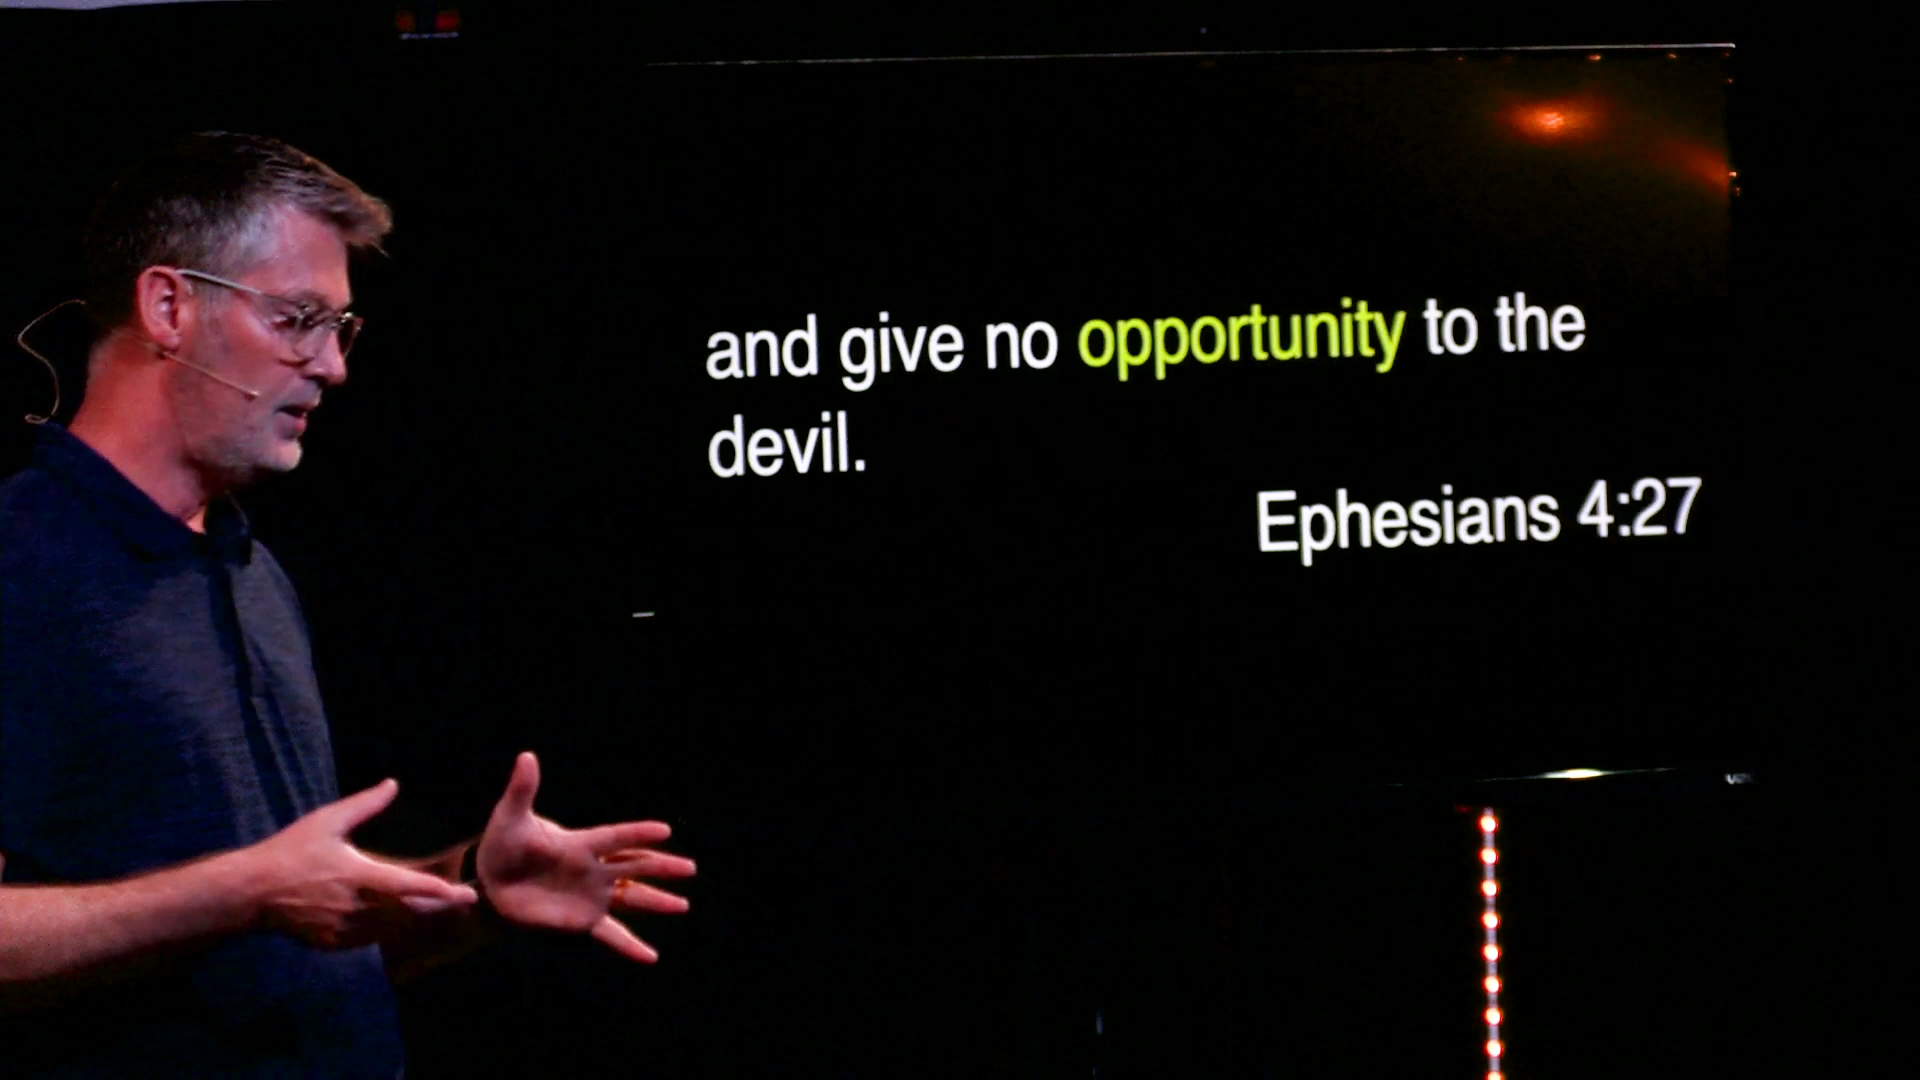 and give no opportunity to the
devil.
Ephesians 4:27